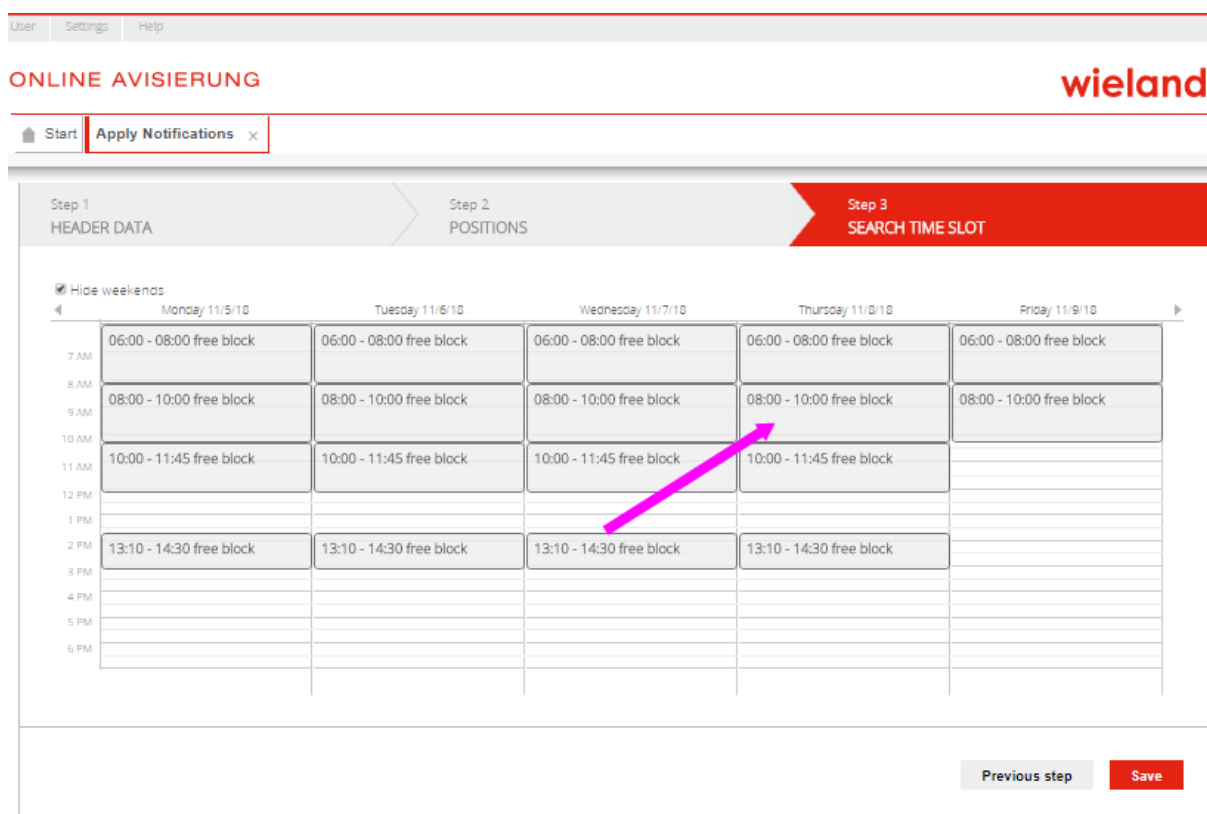 User Settings Help
ONLINE AVISIERUNG
wieland
Start Apply Notifications ×
Step 1
HEADER DATA
Step 2
POSITIONS
Step 3
SEARCH TIME SLOT
Hide weekends
Monday 11/5/18 Tuesday 11/6/18 Wednesday 11/7/18 Thursday 11/8/18 Friday 11/9/18
06:00 - 08:00 free block 06:00 - 08:00 free block 06:00 - 08:00 free block 06:00 - 08:00 free block 06:00 - 08:00 free block
7 AM
8 AM
08:00 - 10:00 free block 08:00 - 10:00 free block 08:00 - 10:00 free block 08:00 - 10:00 free block 08:00 - 10:00 free block
9 AM
10 AM
10:00 - 11:45 free block 10:00 - 11:45 free block 10:00 - 11:45 free block 10:00 - 11:45 free block
11 AM
12 PM
1 PM
2 PM 13:10 - 14:30 free block 13:10 - 14:30 free block 13:10 - 14:30 free block 13:10 - 14:30 free block
3 PM
4 PM
5 PM
6 PM
Previous step Save